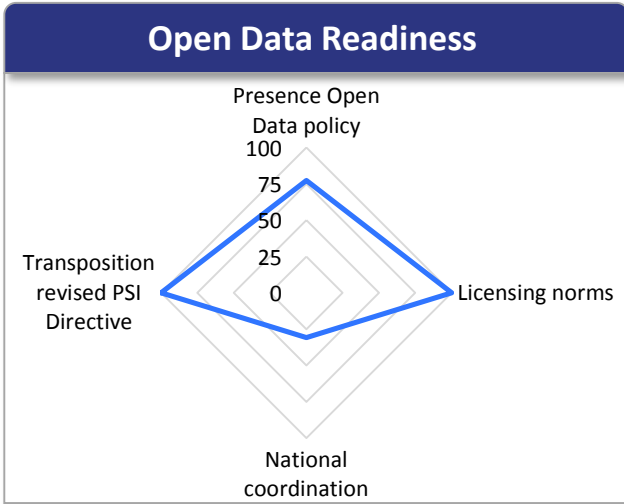 Open Data Readiness
Presence Open
Data policy
100
75
50
25
0
Transposition
revised PSI
Directive
Licensing norms
National
coordination